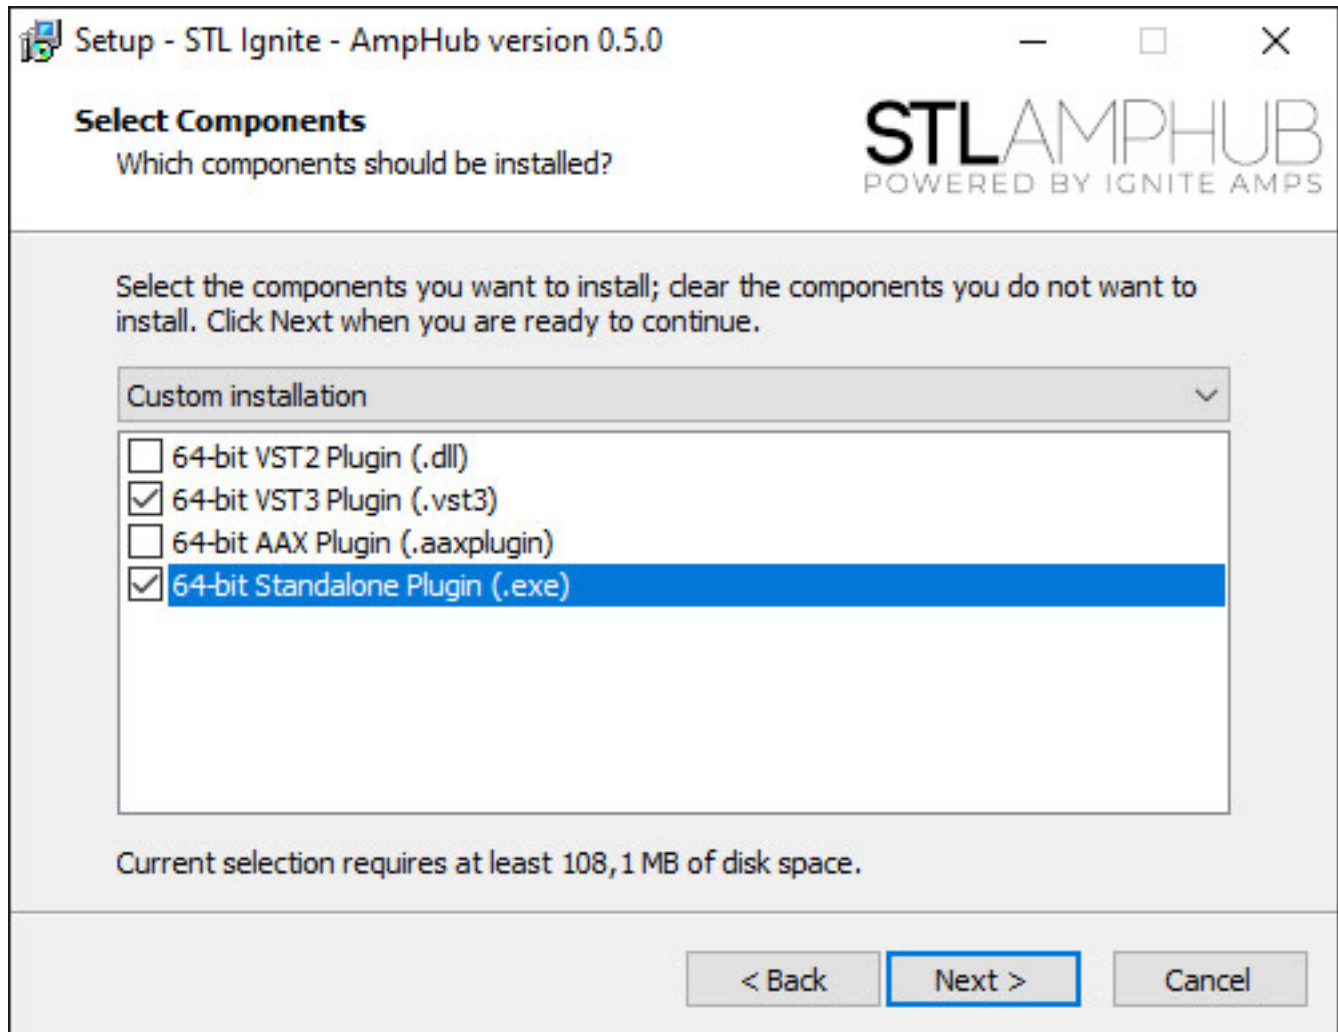 Setup - STL Ignite - AmpHub version 0.5.0
Select Components
Which components should be installed?
STLAMPHUB
POWERED BY IGNITE AMPS
Select the components you want to install; clear the components you do not want to
install. Click Next when you are ready to continue.
Custom installation
64-bit VST2 Plugin (.dll)
64-bit VST3 Plugin (.vst3)
64-bit AAX Plugin (.aaxplugin)
64-bit Standalone Plugin (.exe)
Current selection requires at least 108,1 MB of disk space.
< Back Next > Cancel